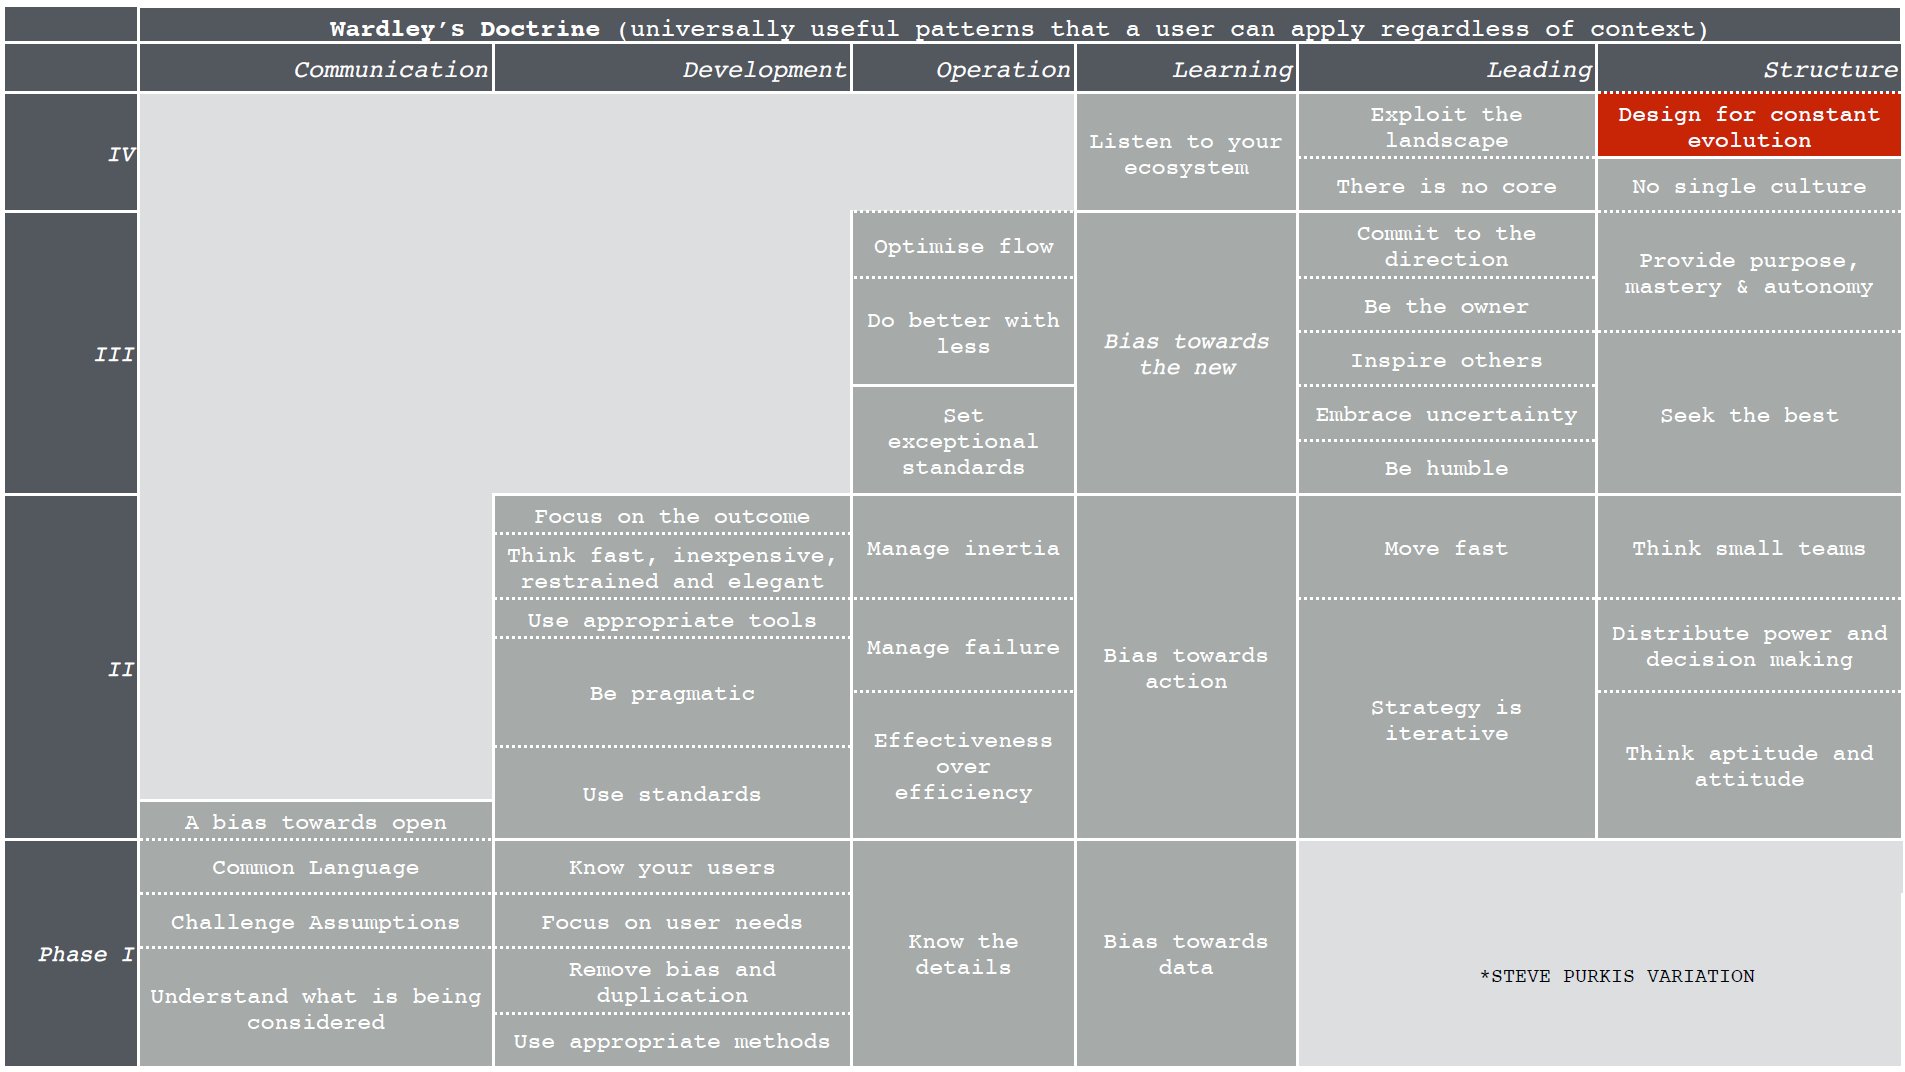 Wardley’s Doctrine (universally useful patterns that a user can apply regardless of context)
Communication
Development
Operation
Learning
Leading
Structure
IV
Listen to your
ecosystem
Exploit the
landscape
There is no core
Design for constant
evolution
No single culture
III
Optimise flow
Do better with
less
Set
exceptional
standards
Bias towards
the new
Commit to the
direction
Be the owner
Inspire others
Embrace uncertainty
Be humble
Provide purpose,
mastery & autonomy
Seek the best
II
A bias towards open
Focus on the outcome
Think fast, inexpensive,
restrained and elegant
Use appropriate tools
Be pragmatic
Use standards
Manage inertia
Manage failure
Effectiveness
over
efficiency
Bias towards
action
Move fast
Strategy is
iterative
Think small teams
Distribute power and
decision making
Think aptitude and
attitude
Phase I
Common Language
Challenge Assumptions
Understand what is being
considered
Know your users
Focus on user needs
Remove bias and
duplication
Use appropriate methods
Know the
details
Bias towards
data
*STEVE PURKIS VARIATION